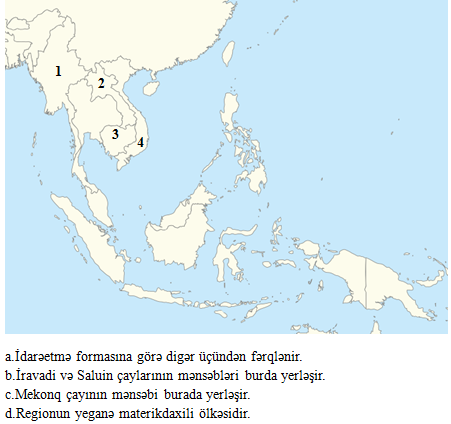 1
2
3
4
a.İdarəetmə formasına görə digər üçündən fərqlənir.
b.İravadi və Saluin çaylarının mənsəbləri burda yerləşir.
c.Mekonq çayının mənsəbi burada yerləşir.
d.Regionun yeganə materikdaxili ölkəsidir.